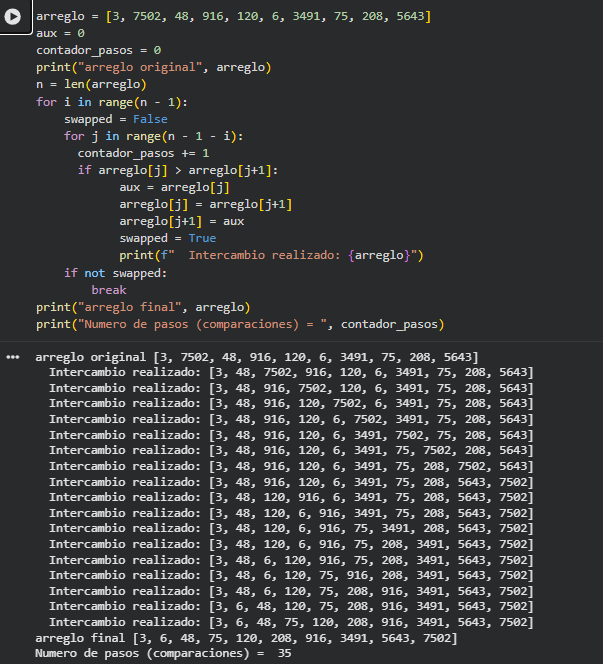 arreglo = [3, 7502, 48, 916, 120, 6, 3491, 75, 208, 5643]
aux = 0
contador_pasos = 0
print("arreglo original", arreglo)
n = len(arreglo)
for i in range(n - 1):
    swapped = False
    for j in range(n - 1 - i):
      contador_pasos += 1
      if arreglo[j] > arreglo[j+1]:
            aux = arreglo[j]
            arreglo[j] = arreglo[j+1]
            arreglo[j+1] = aux
            swapped = True
            print(f"  Intercambio realizado: {arreglo}")
    if not swapped:
        break
print("arreglo final", arreglo)
print("Numero de pasos (comparaciones) = ", contador_pasos)
arreglo original [3, 7502, 48, 916, 120, 6, 3491, 75, 208, 5643]
  Intercambio realizado: [3, 48, 7502, 916, 120, 6, 3491, 75, 208, 5643]
  Intercambio realizado: [3, 48, 916, 7502, 120, 6, 3491, 75, 208, 5643]
  Intercambio realizado: [3, 48, 916, 120, 7502, 6, 3491, 75, 208, 5643]
  Intercambio realizado: [3, 48, 916, 120, 6, 7502, 3491, 75, 208, 5643]
  Intercambio realizado: [3, 48, 916, 120, 6, 3491, 7502, 75, 208, 5643]
  Intercambio realizado: [3, 48, 916, 120, 6, 3491, 75, 7502, 208, 5643]
  Intercambio realizado: [3, 48, 916, 120, 6, 3491, 75, 208, 7502, 5643]
  Intercambio realizado: [3, 48, 916, 120, 6, 3491, 75, 208, 5643, 7502]
  Intercambio realizado: [3, 48, 120, 916, 6, 3491, 75, 208, 5643, 7502]
  Intercambio realizado: [3, 48, 120, 6, 916, 3491, 75, 208, 5643, 7502]
  Intercambio realizado: [3, 48, 120, 6, 916, 75, 3491, 208, 5643, 7502]
  Intercambio realizado: [3, 48, 120, 6, 916, 75, 208, 3491, 5643, 7502]
  Intercambio realizado: [3, 48, 6, 120, 916, 75, 208, 3491, 5643, 7502]
  Intercambio realizado: [3, 48, 6, 120, 75, 916, 208, 3491, 5643, 7502]
  Intercambio realizado: [3, 48, 6, 120, 75, 208, 916, 3491, 5643, 7502]
  Intercambio realizado: [3, 6, 48, 120, 75, 208, 916, 3491, 5643, 7502]
  Intercambio realizado: [3, 6, 48, 75, 120, 208, 916, 3491, 5643, 7502]
arreglo final [3, 6, 48, 75, 120, 208, 916, 3491, 5643, 7502]
Numero de pasos (comparaciones) =  35